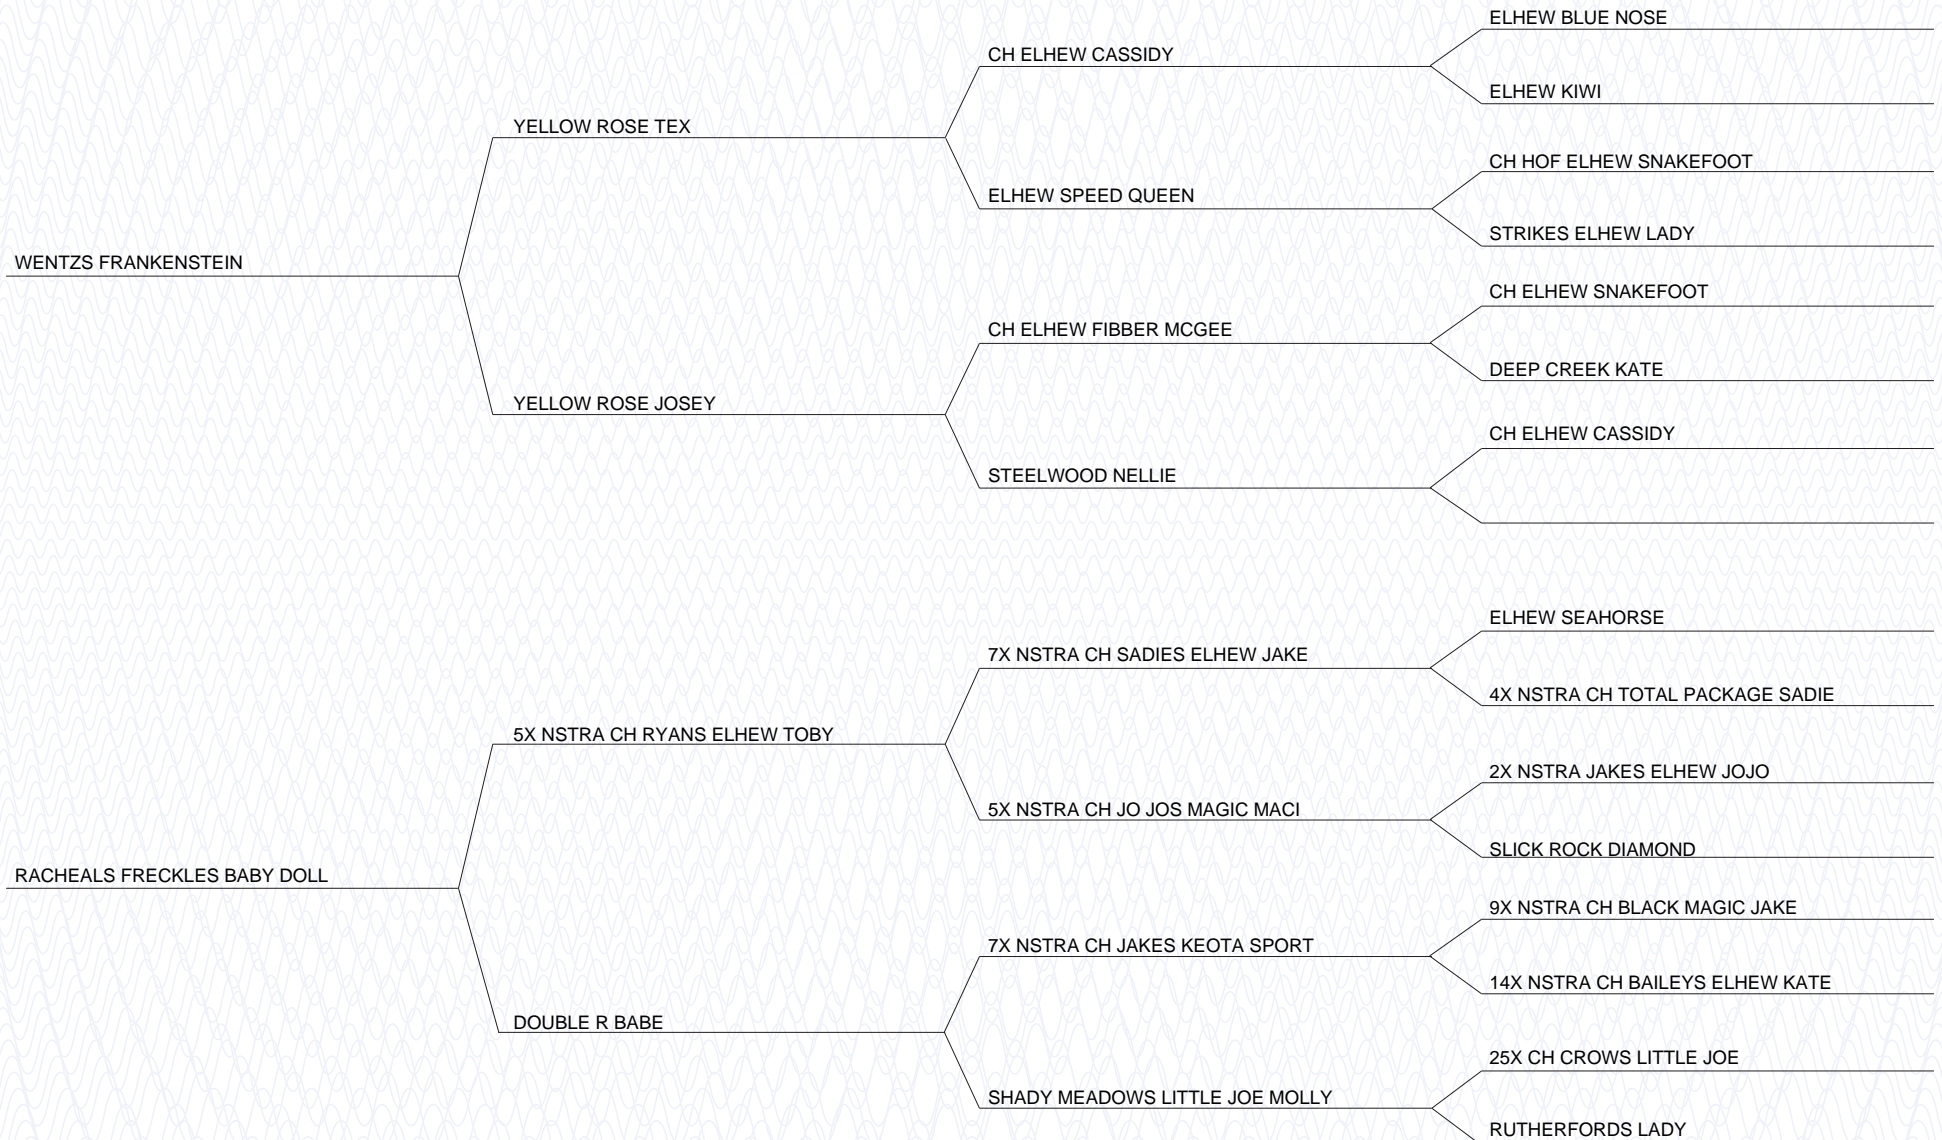 ELHEW BLUE NOSE
CH ELHEW CASSIDY
ELHEW KIWI
YELLOW ROSE TEX
CH HOF ELHEW SNAKEFOOT
ELHEW SPEED QUEEN
STRIKES ELHEW LADY
WENTZS FRANKENSTEIN
CH ELHEW SNAKEFOOT
CH ELHEW FIBBER MCGEE
DEEP CREEK KATE
YELLOW ROSE JOSEY
CH ELHEW CASSIDY
STEELWOOD NELLIE
ELHEW SEAHORSE
7X NSTRA CH SADIES ELHEW JAKE
4X NSTRA CH TOTAL PACKAGE SADIE
5X NSTRA CH RYANS ELHEW TOBY
2X NSTRA JAKES ELHEW JOJO
5X NSTRA CH JO JOS MAGIC MACI
SLICK ROCK DIAMOND
RACHEALS FRECKLES BABY DOLL
9X NSTRA CH BLACK MAGIC JAKE
7X NSTRA CH JAKES KEOTA SPORT
14X NSTRA CH BAILEYS ELHEW KATE
DOUBLE R BABE
25X CH CROWS LITTLE JOE
SHADY MEADOWS LITTLE JOE MOLLY
RUTHERFORDS LADY